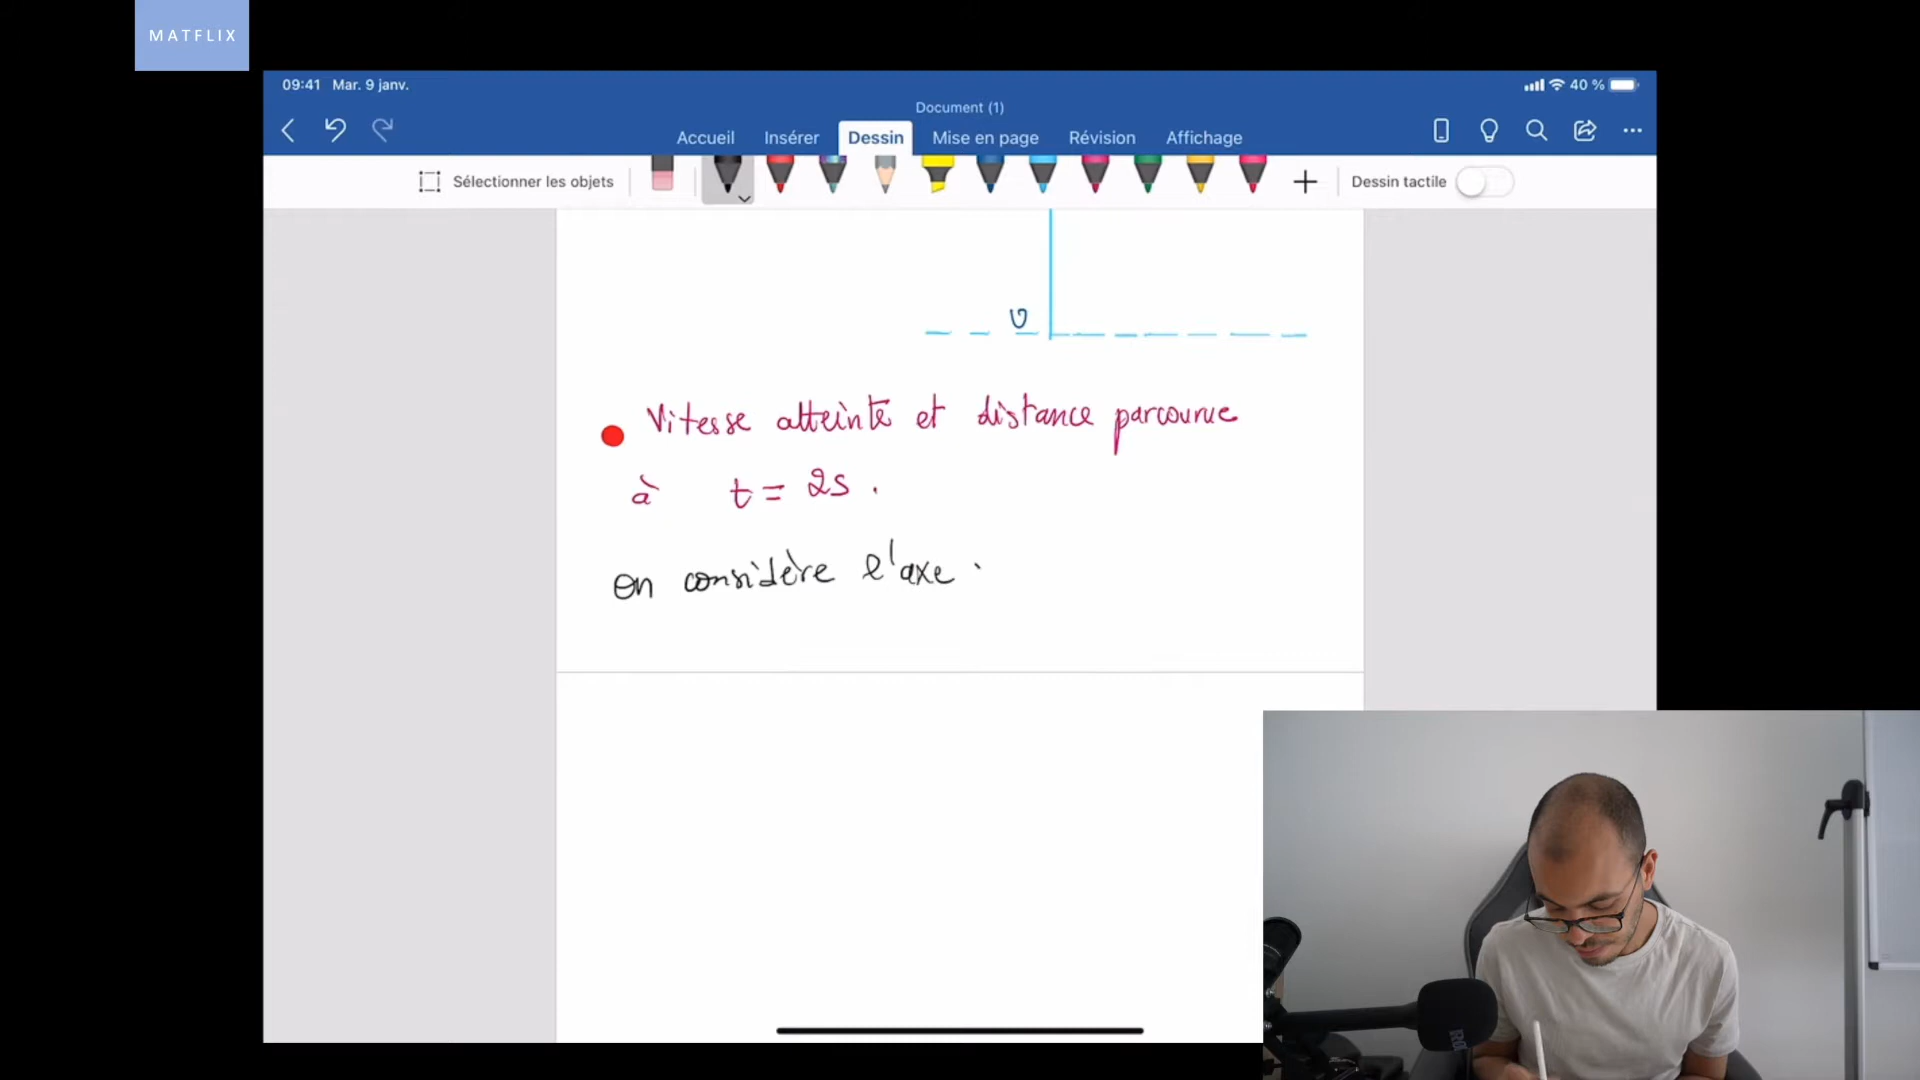 MATFLIX
09:41 Mar. 9 janv.
40 %
Document (1)
Accueil Insérer Dessin Mise en page Révision Affichage
Sélectionner les objets
Dessin tactile
Vitesse atteinte et distance parcourue
à t = 2s .
on considère l'axe